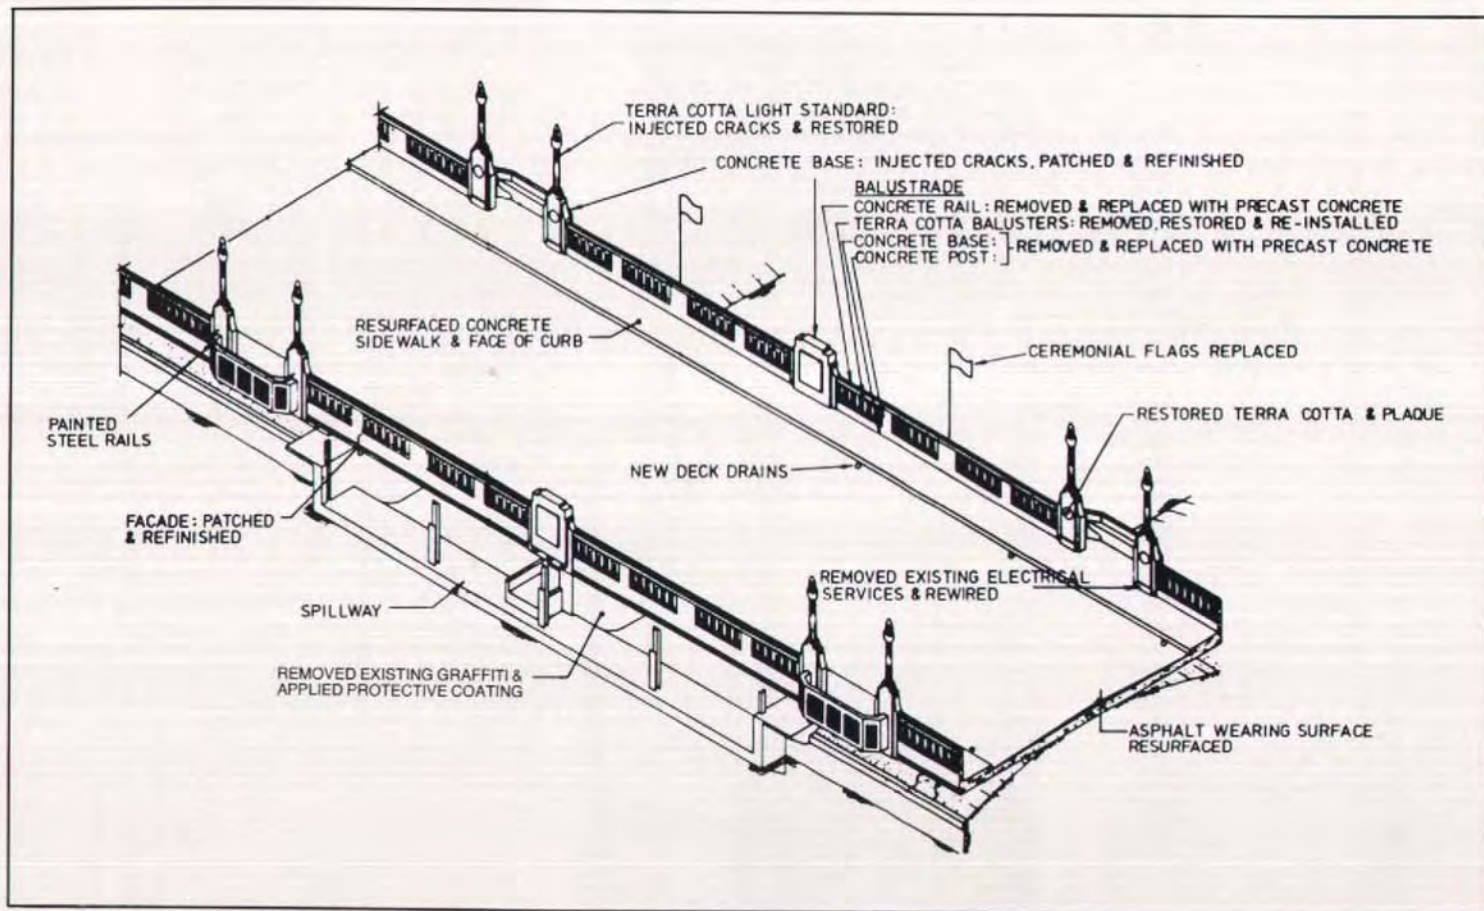 TERRA COTTA LIGHT STANDARD:
INJECTED CRACKS & RESTORED
CONCRETE BASE: INJECTED CRACKS, PATCHED & REFINISHED
BALUSTRADE
CONCRETE RAIL: REMOVED & REPLACED WITH PRECAST CONCRETE
TERRA COTTA BALUSTERS: REMOVED, RESTORED & RE-INSTALLED
CONCRETE BASE:
CONCRETE POST:
REMOVED & REPLACED WITH PRECAST CONCRETE
RESURFACED CONCRETE
SIDEWALK & FACE OF CURB
CEREMONIAL FLAGS REPLACED
PAINTED
STEEL RAILS
RESTORED TERRA COTTA & PLAQUE
NEW DECK DRAINS
FACADE: PATCHED
& REFINISHED
REMOVED EXISTING ELECTRICAL
SERVICES & REWIRED
SPILLWAY
REMOVED EXISTING GRAFFITI &
APPLIED PROTECTIVE COATING
ASPHALT WEARING SURFACE
RESURFACED